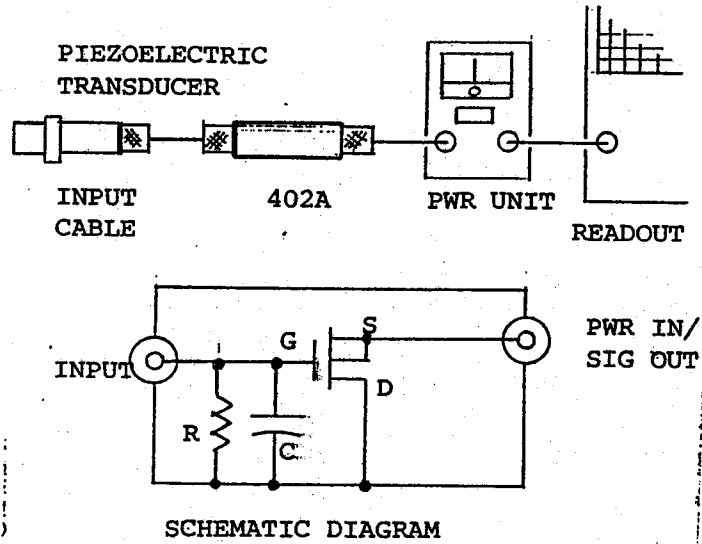 PIEZOELECTRIC
TRANSDUCER
INPUT
CABLE
402A
PWR UNIT
READOUT
INPUT
G
S
D
R
C
PWR IN/
SIG OUT
SCHEMATIC DIAGRAM